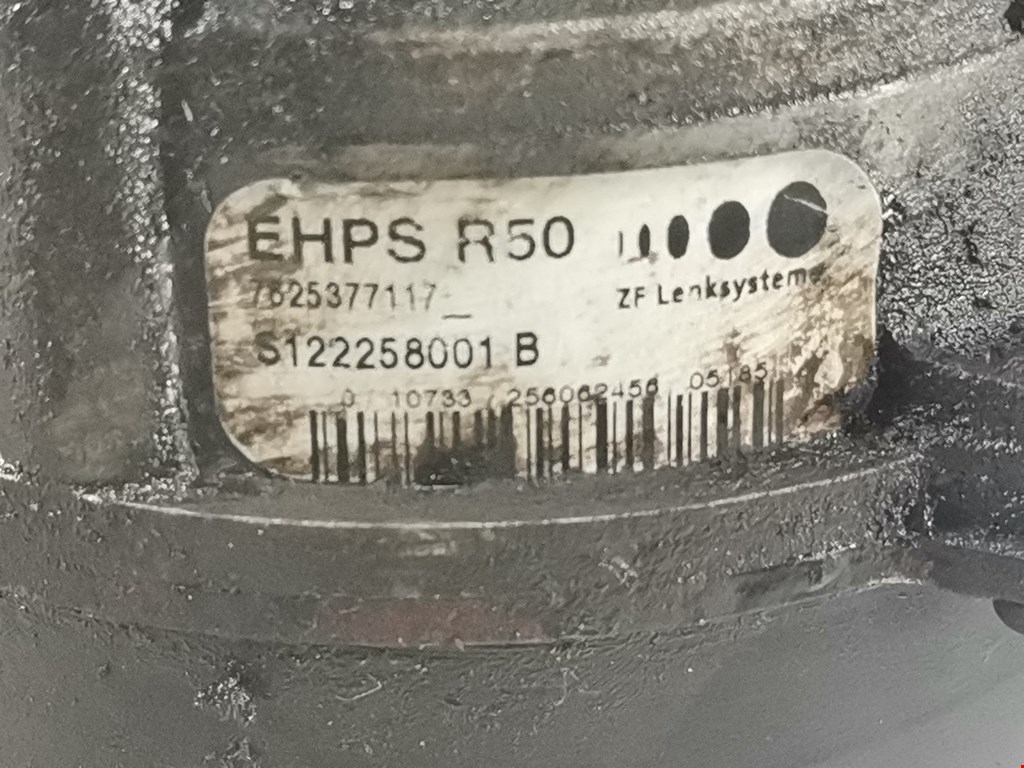 EHPS R50
7625377117_
ZF Lenksysteme
S122258001 B
0 10733 256062456 05185